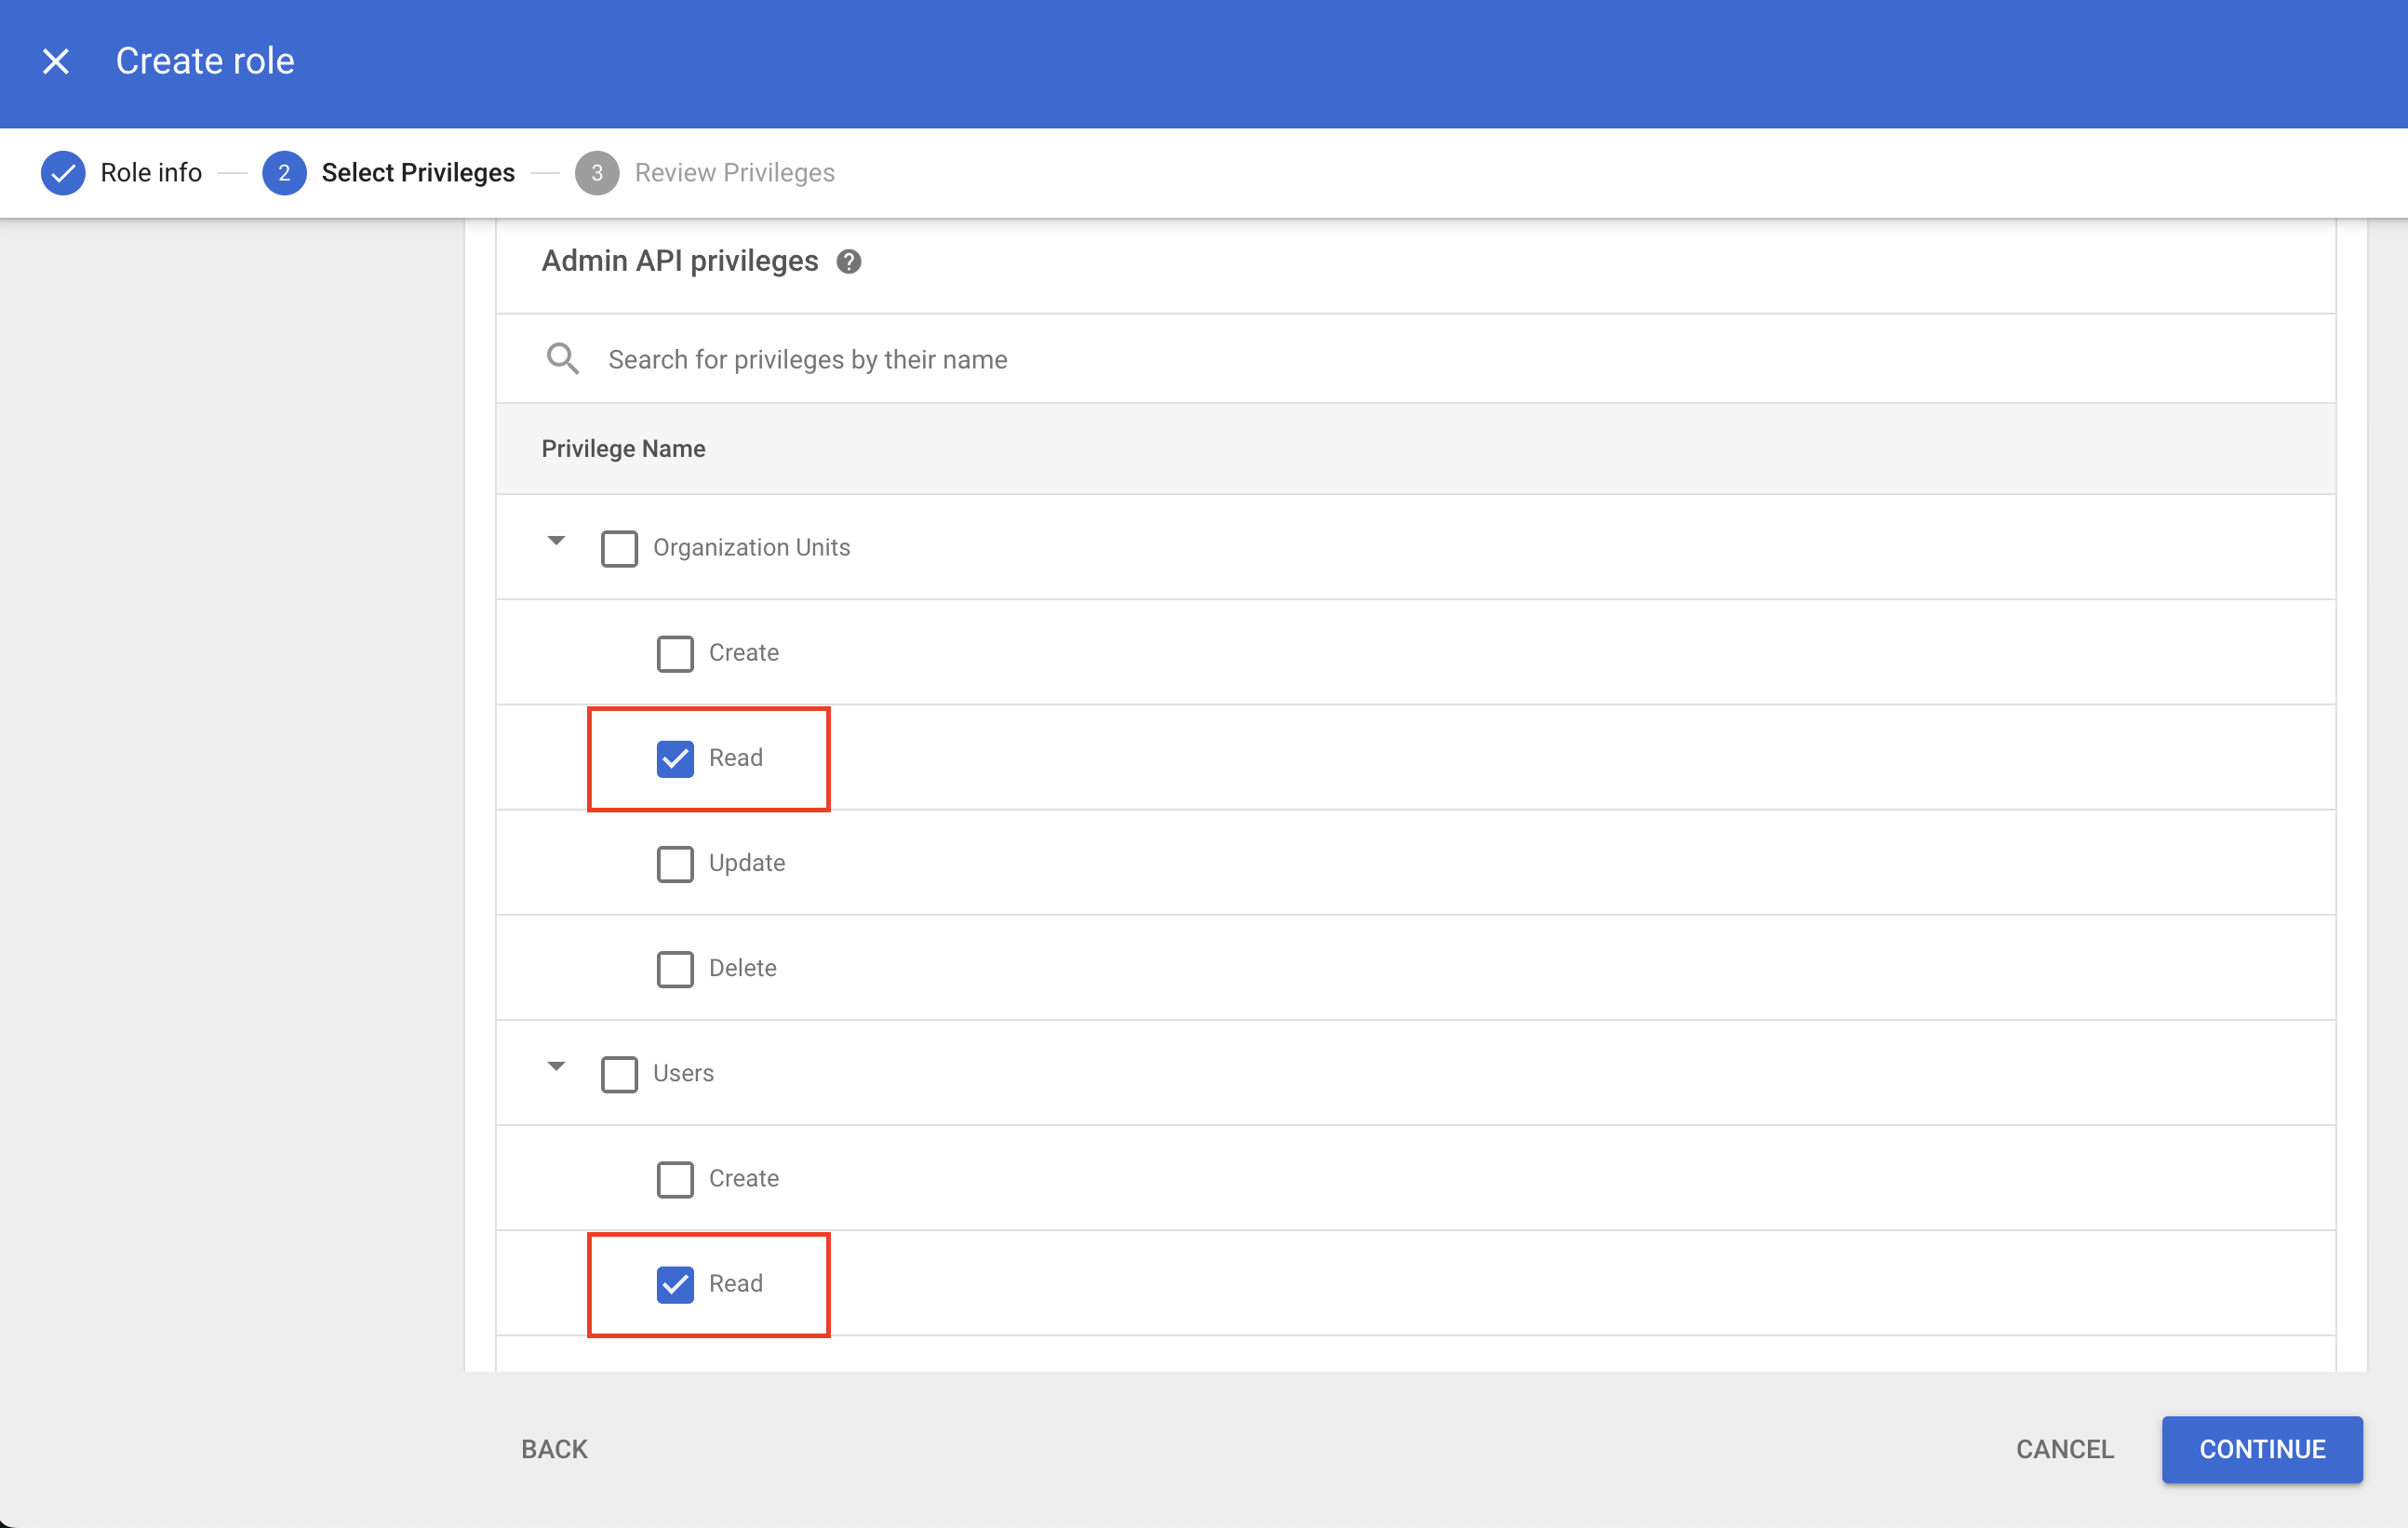 Create role
Role info
2 Select Privileges
3 Review Privileges
Admin API privileges ?
Search for privileges by their name
Privilege Name
Organization Units
Create
Read
Update
Delete
Users
Create
Read
BACK
CANCEL
CONTINUE